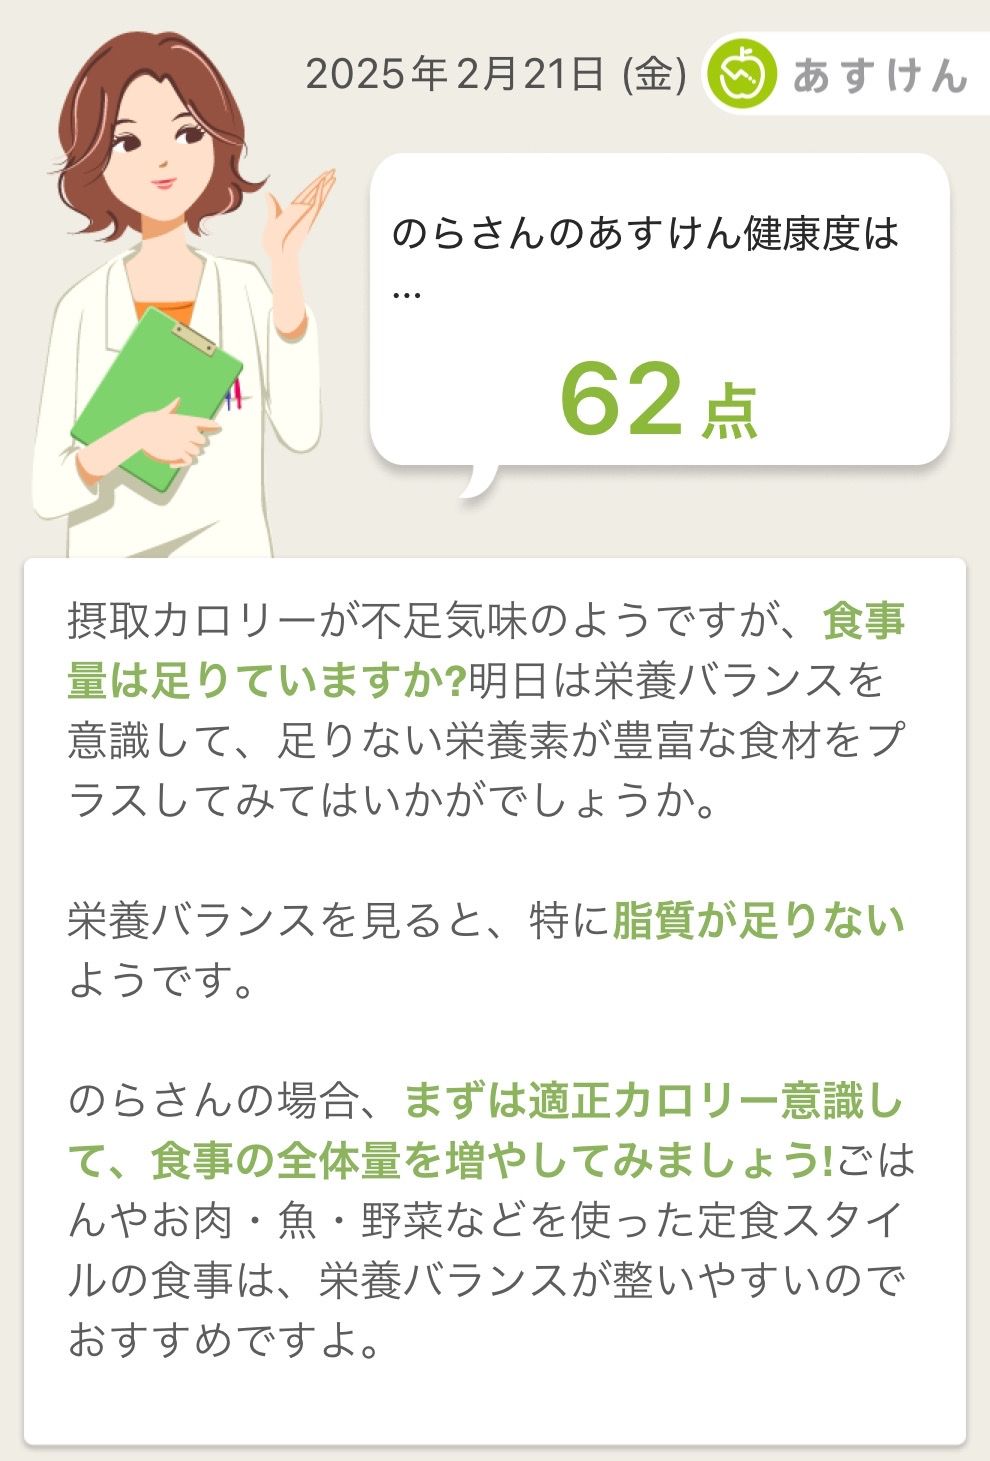 2025年2月21日 (金)
あすけん
のらさんのあすけん健康度は
...
62点
摂取カロリーが不足気味のようですが、食事
量は足りていますか?明日は栄養バランスを
意識して、足りない栄養素が豊富な食材をプ
ラスしてみてはいかがでしょうか。
栄養バランスを見ると、特に脂質が足りない
ようです。
のらさんの場合、まずは適正カロリー意識し
て、食事の全体量を増やしてみましょう!ごは
んやお肉・魚・野菜などを使った定食スタイ
ルの食事は、栄養バランスが整いやすいので
おすすめですよ。